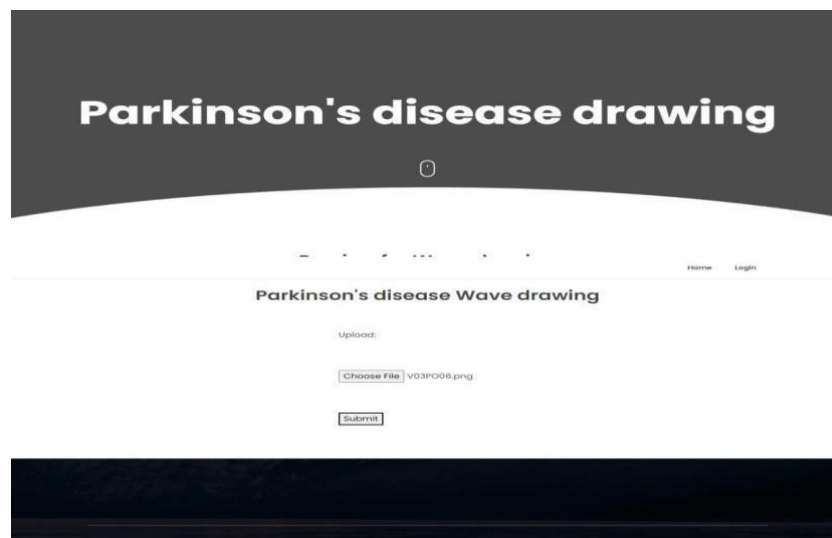 Parkinson's disease drawing
Home Login
Parkinson's disease Wave drawing
Upload:
Choose File V03PO06.png
Submit